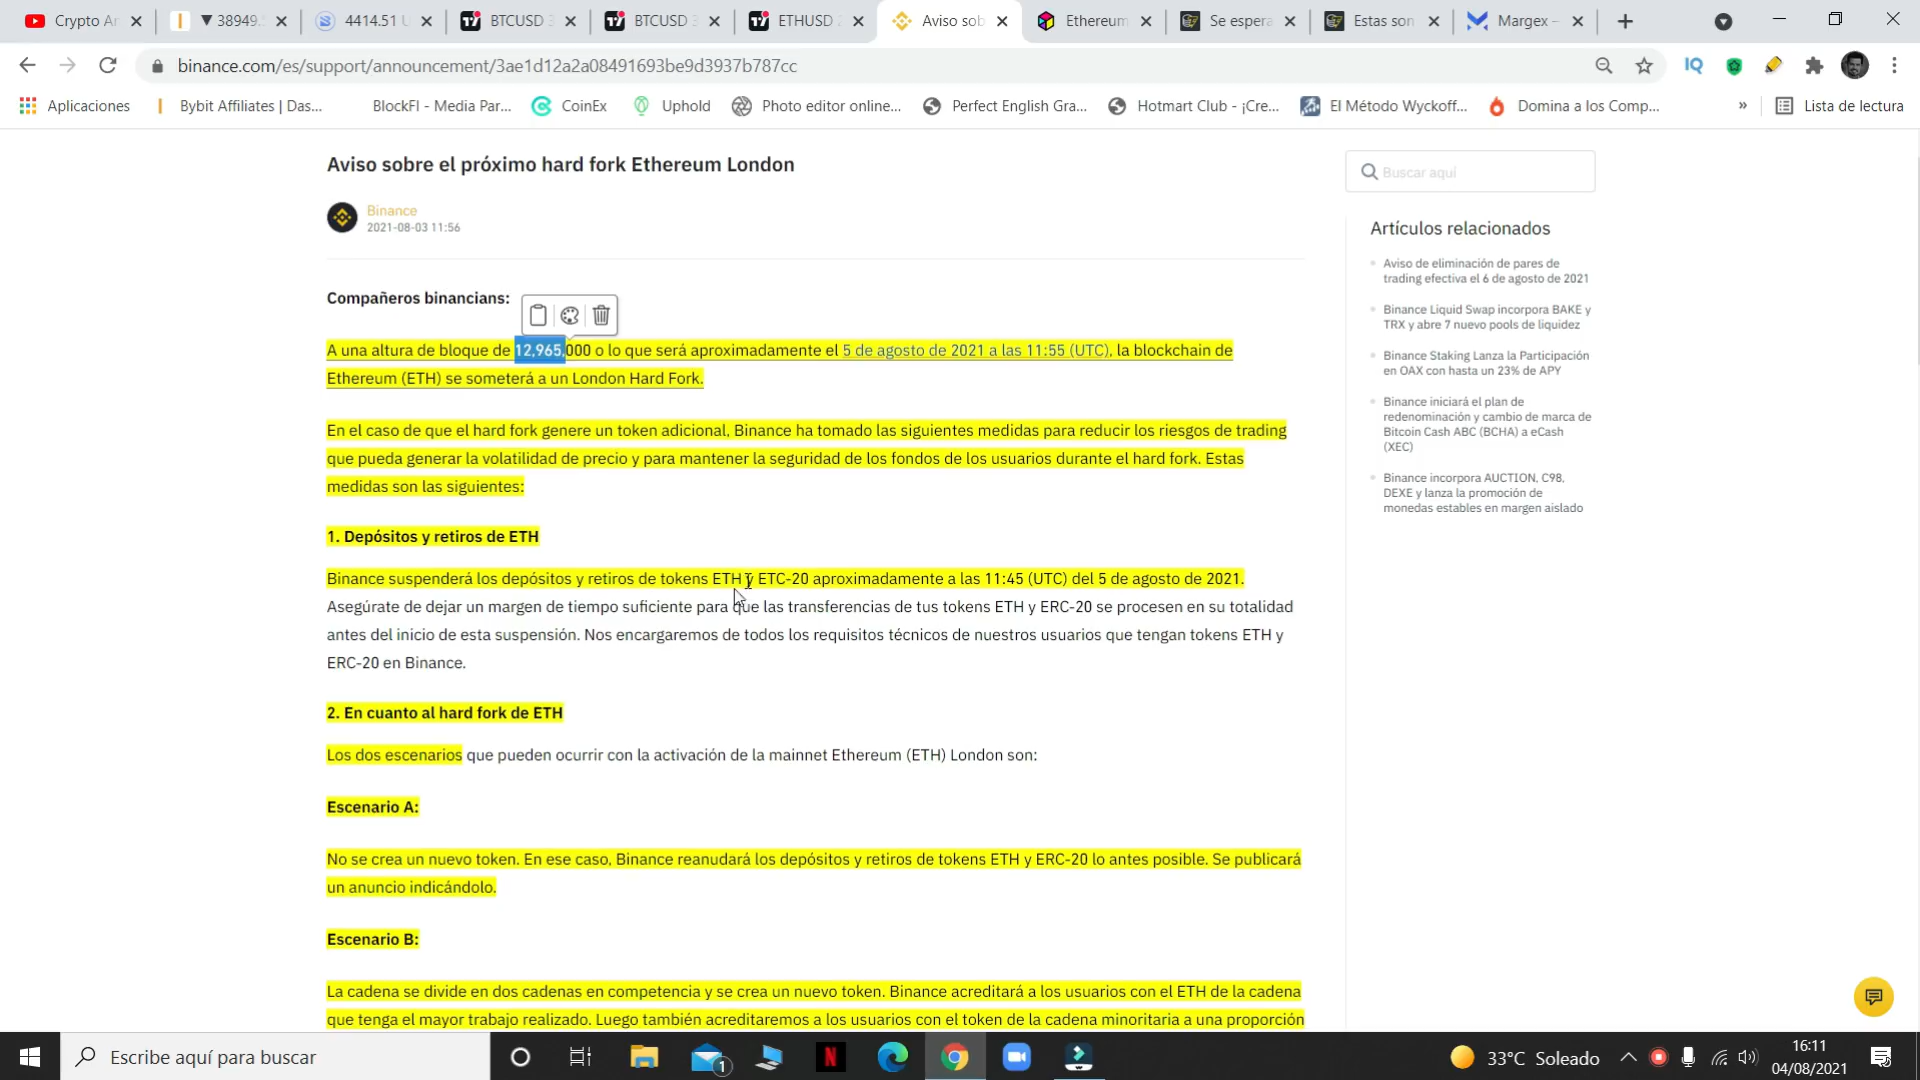 Crypto An
▼ 38949.
4414.51 U
BTCUSD 3
BTCUSD 3
ETHUSD 2
Aviso sob
Ethereum
Se espera
Estas son
Margex –
binance.com/es/support/announcement/3ae1d12a2a08491693be9d3937b787cc
Aplicaciones
Bybit Affiliates | Das...
BlockFI - Media Par...
CoinEx
Uphold
Photo editor online...
Perfect English Gra...
Hotmart Club - ¡Cre...
El Método Wyckoff...
Domina a los Comp...
»
Lista de lectura
Aviso sobre el próximo hard fork Ethereum London
Binance
2021-08-03 11:56
Compañeros binancians:
A una altura de bloque de 12,965,000 o lo que será aproximadamente el 5 de agosto de 2021 a las 11:55 (UTC), la blockchain de
Ethereum (ETH) se someterá a un London Hard Fork.
En el caso de que el hard fork genere un token adicional, Binance ha tomado las siguientes medidas para reducir los riesgos de trading
que pueda generar la volatilidad de precio y para mantener la seguridad de los fondos de los usuarios durante el hard fork. Estas
medidas son las siguientes:
1. Depósitos y retiros de ETH
Binance suspenderá los depósitos y retiros de tokens ETH y ETC-20 aproximadamente a las 11:45 (UTC) del 5 de agosto de 2021.
Asegúrate de dejar un margen de tiempo suficiente para que las transferencias de tus tokens ETH y ERC-20 se procesen en su totalidad
antes del inicio de esta suspensión. Nos encargaremos de todos los requisitos técnicos de nuestros usuarios que tengan tokens ETH y
ERC-20 en Binance.
2. En cuanto al hard fork de ETH
Los dos escenarios que pueden ocurrir con la activación de la mainnet Ethereum (ETH) London son:
Escenario A:
No se crea un nuevo token. En ese caso, Binance reanudará los depósitos y retiros de tokens ETH y ERC-20 lo antes posible. Se publicará
un anuncio indicándolo.
Escenario B:
La cadena se divide en dos cadenas en competencia y se crea un nuevo token. Binance acreditará a los usuarios con el ETH de la cadena
que tenga el mayor trabajo realizado. Luego también acreditaremos a los usuarios con el token de la cadena minoritaria a una proporción
Buscar aquí
Artículos relacionados
Aviso de eliminación de pares de
trading efectiva el 6 de agosto de 2021
Binance Liquid Swap incorpora BAKE y
TRX y abre 7 nuevo pools de liquidez
Binance Staking Lanza la Participación
en OAX con hasta un 23% de APY
Binance iniciará el plan de
redenominación y cambio de marca de
Bitcoin Cash ABC (BCHA) a eCash
(XEC)
Binance incorpora AUCTION, C98,
DEXE y lanza la promoción de
monedas estables en margen aislado
Escribe aquí para buscar
1
33°C Soleado
16:11
04/08/2021